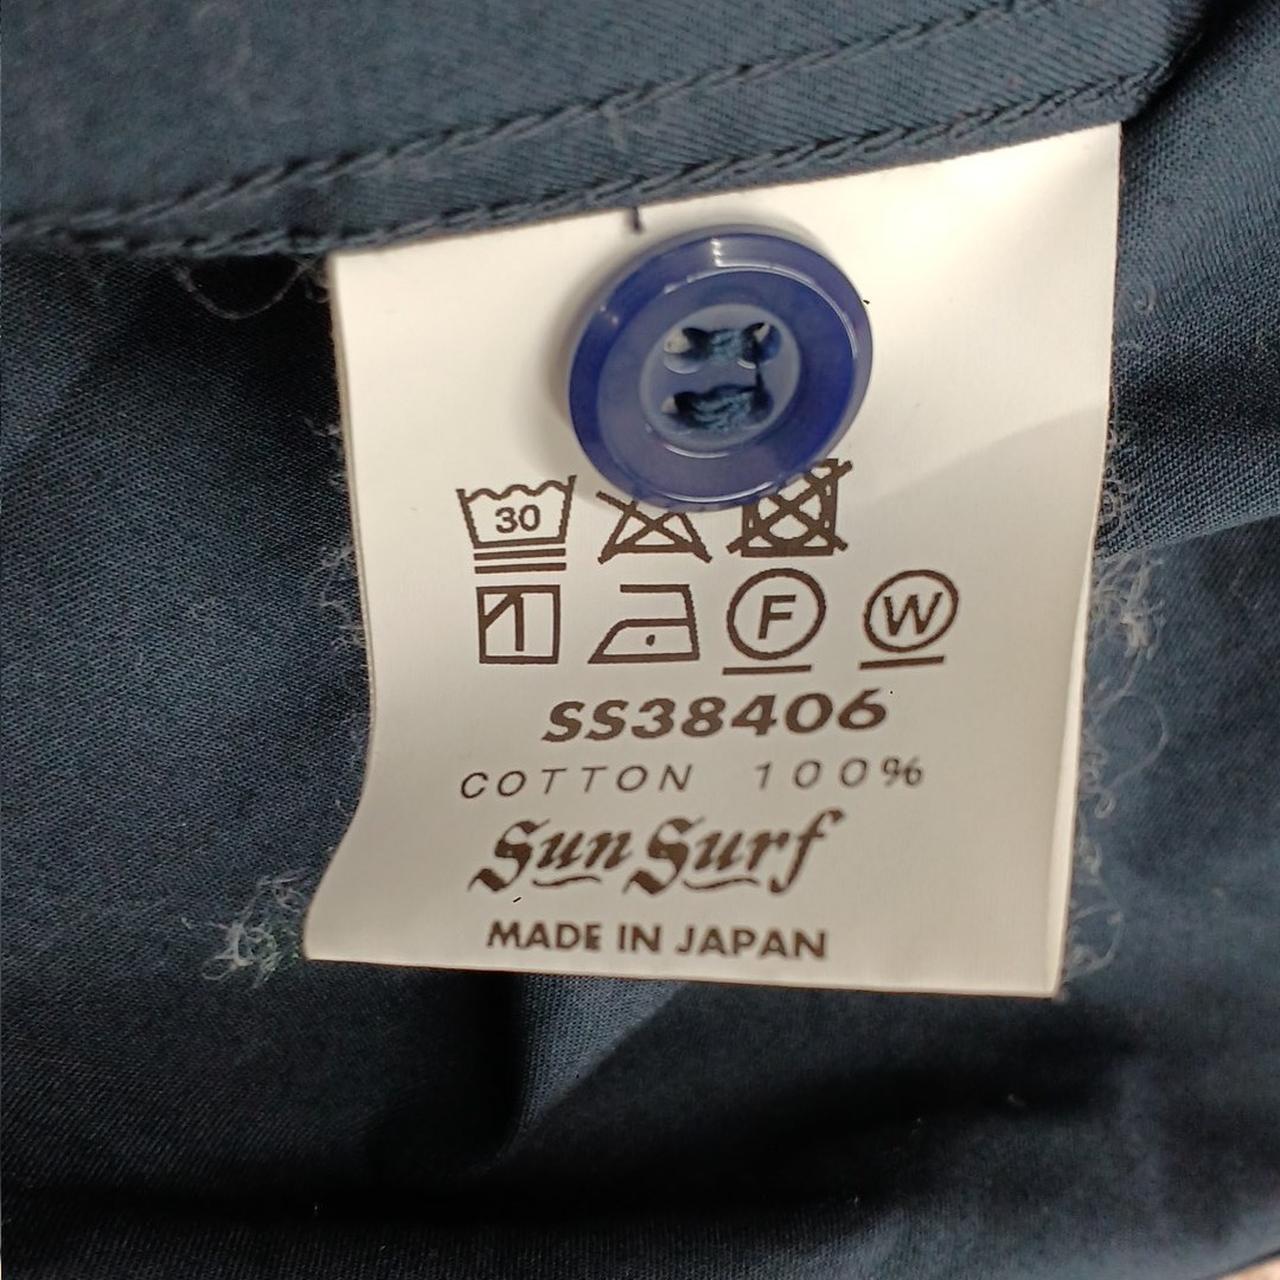 30
F W
SS38406
COTTON 100%
Sun Surf
MADE IN JAPAN